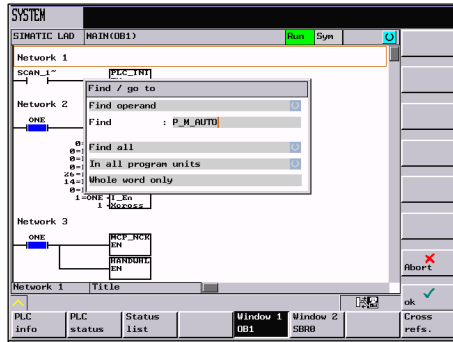 SYSTEM
SIMATIC LAD MAIN(OB1) Run Sym
Network 1
SCAN_1~ PLC_INI
Find / go to
Find operand
Network 2
ONE
Find : P_M_AUTO
Find all
In all program units
Whole word only
1=ONE I_En
1 Xoross
Network 3
ONE MCP_NCK
EN
HANDWHL
EN
Network 1 Title
Abort
ok
PLC info
PLC status
Status list
Window 1 OB1
Window 2 SBR0
Cross refs.